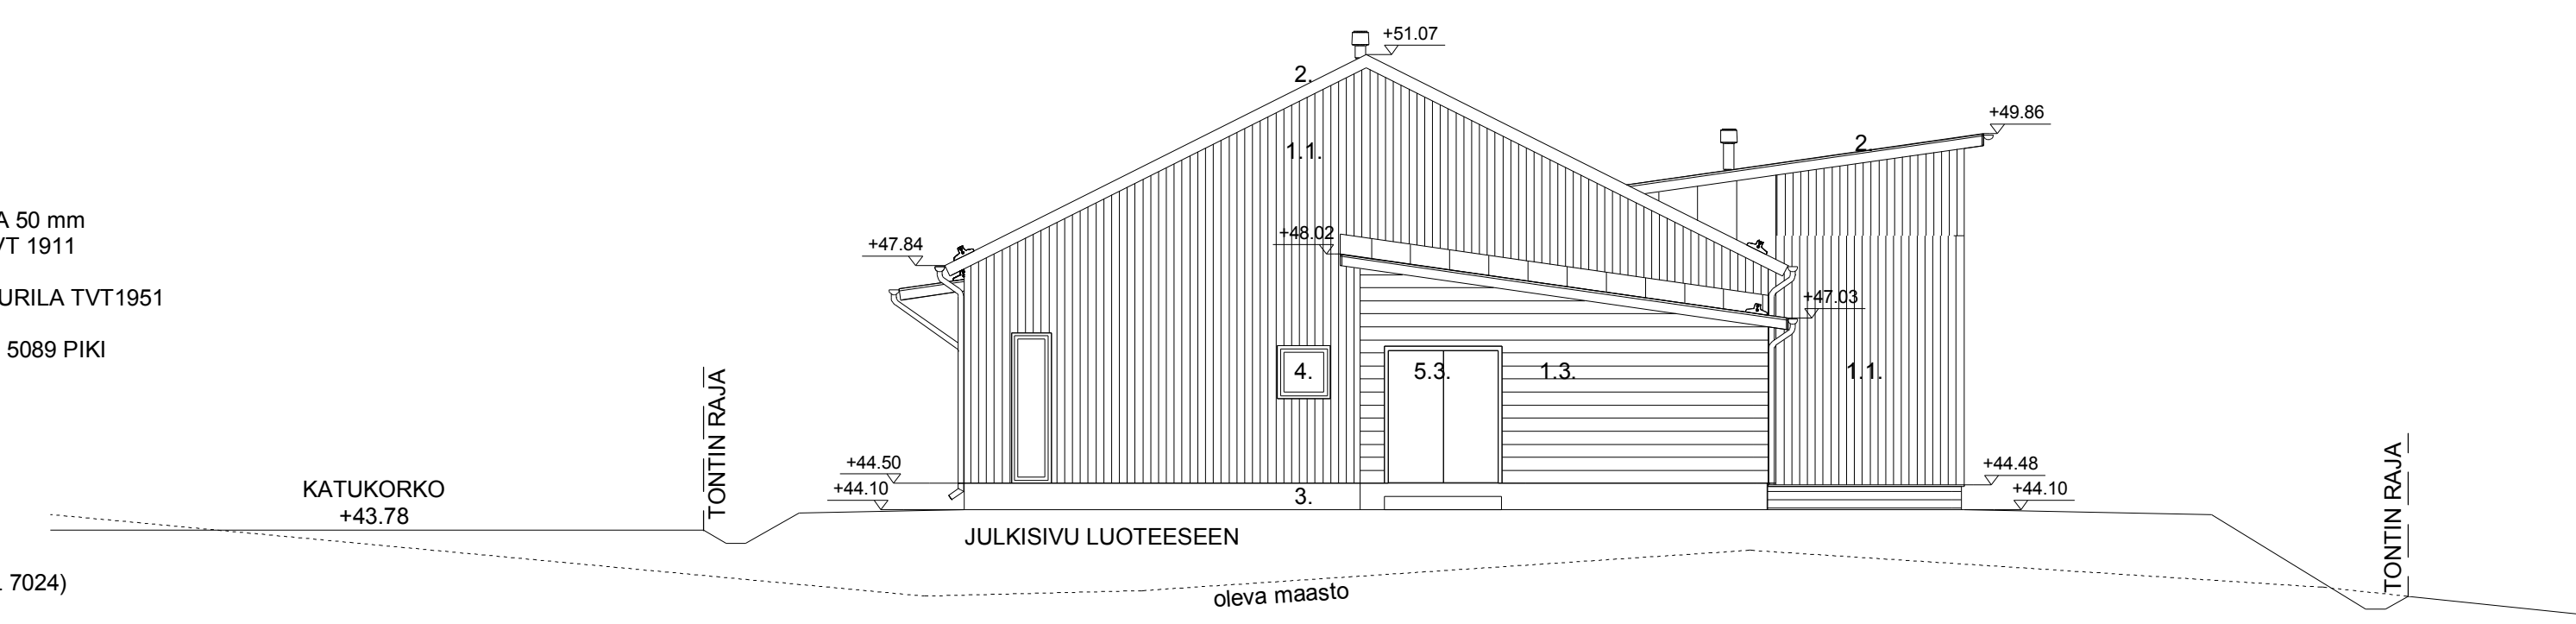 A 50 mm
VT 1911
URILA TVT1951
5089 PIKI
7024)
KATUKORKO
+43.78
TONTIN RAJA
+47.84
+44.50
+44.10
2.
+51.07
1.1.
+48.02
4.
5.3.
1.3.
3.
2.
+49.86
+47.03
1.1.
+44.48
+44.10
TONTIN RAJA
JULKISIVU LUOTEESEEN
oleva maasto